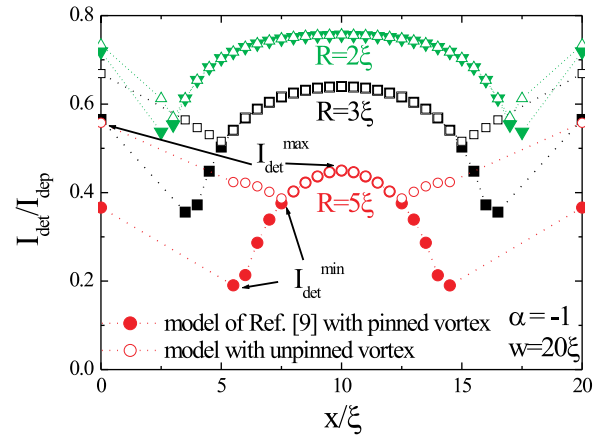 0.8
0.6
0.4
0.2
0.0
I_det/I_dep
R=2ξ
R=3ξ
I_det^max
R=5ξ
I_det^min
model of Ref. [9] with pinned vortex
model with unpinned vortex
α = -1
w=20ξ
0 5 10 15 20
x/ξ